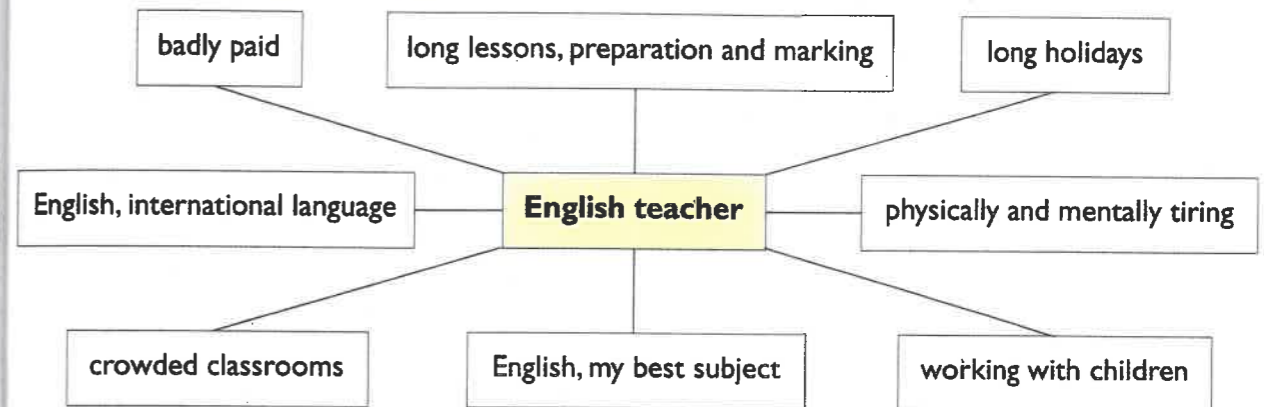 badly paid
long lessons, preparation and marking
long holidays
English, international language
English teacher
physically and mentally tiring
crowded classrooms
English, my best subject
working with children